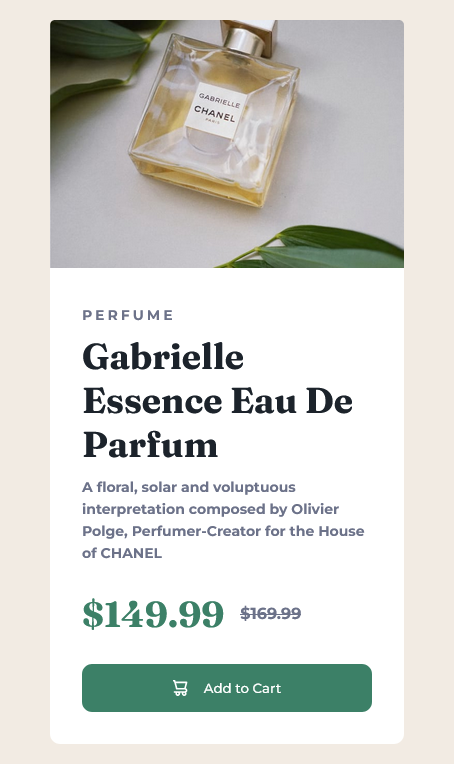 GABRIELLE
CHANEL
PARIS
PERFUME
Gabrielle
Essence Eau De
Parfum
A floral, solar and voluptuous
interpretation composed by Olivier
Polge, Perfumer-Creator for the House
of CHANEL
$149.99 $169.99
Add to Cart